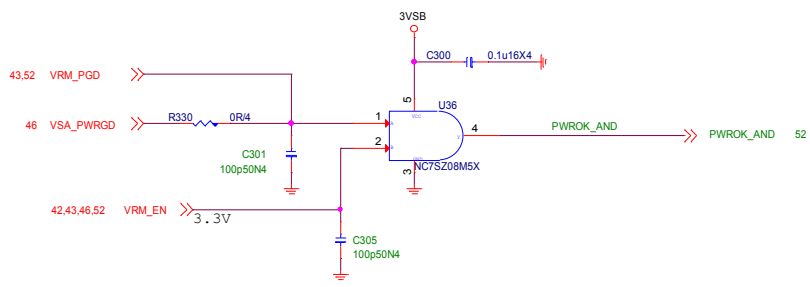 3VSB
C300 0.1u16X4
43,52 VRM_PGD
U36
5
VCC
46 VSA_PWRGD R330 0R/4 1 A
4 PWROK_AND PWROK_AND 52
Y
2 B
C301
100p50N4
GND
3
NC7SZ08M5X
42,43,46,52 VRM_EN 3.3V
C305
100p50N4